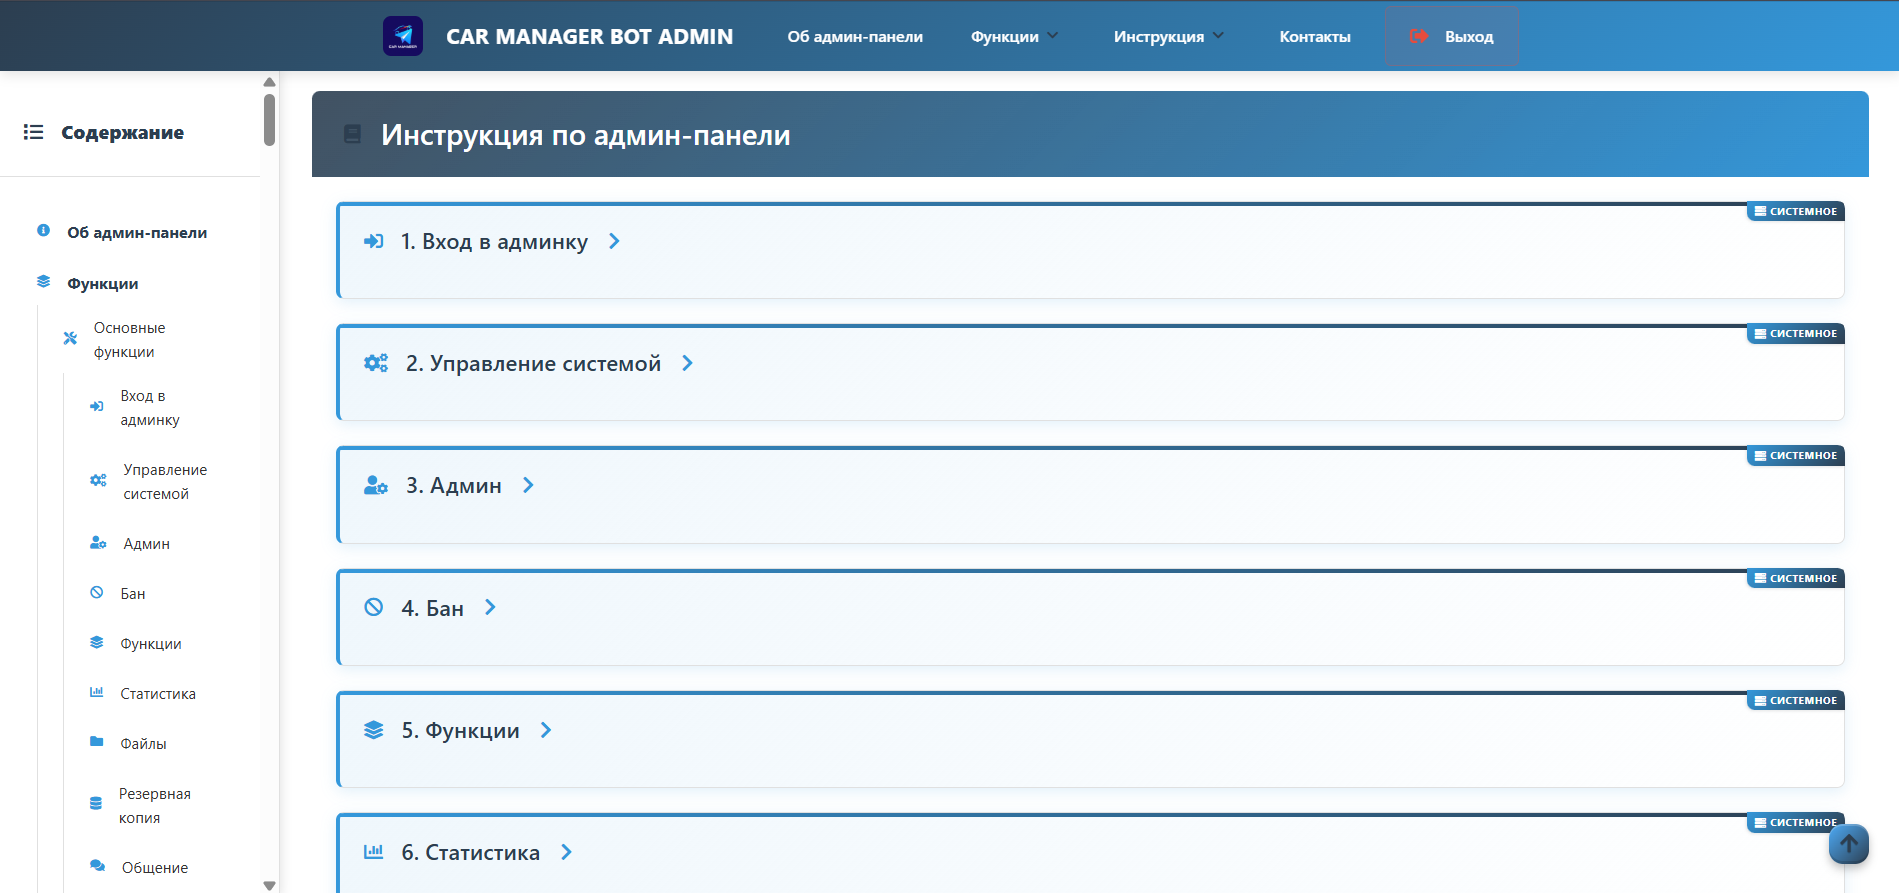 CAR MANAGER
CAR MANAGER BOT ADMIN
Об админ-панели
Функции
Инструкция
Контакты
Выход
Содержание
Об админ-панели
Функции
Основные
функции
Вход в
админку
Управление
системой
Админ
Бан
Функции
Статистика
Файлы
Резервная
копия
Общение
Инструкция по админ-панели
СИСТЕМНОЕ
1. Вход в админку
СИСТЕМНОЕ
2. Управление системой
СИСТЕМНОЕ
3. Админ
СИСТЕМНОЕ
4. Бан
СИСТЕМНОЕ
5. Функции
СИСТЕМНОЕ
6. Статистика